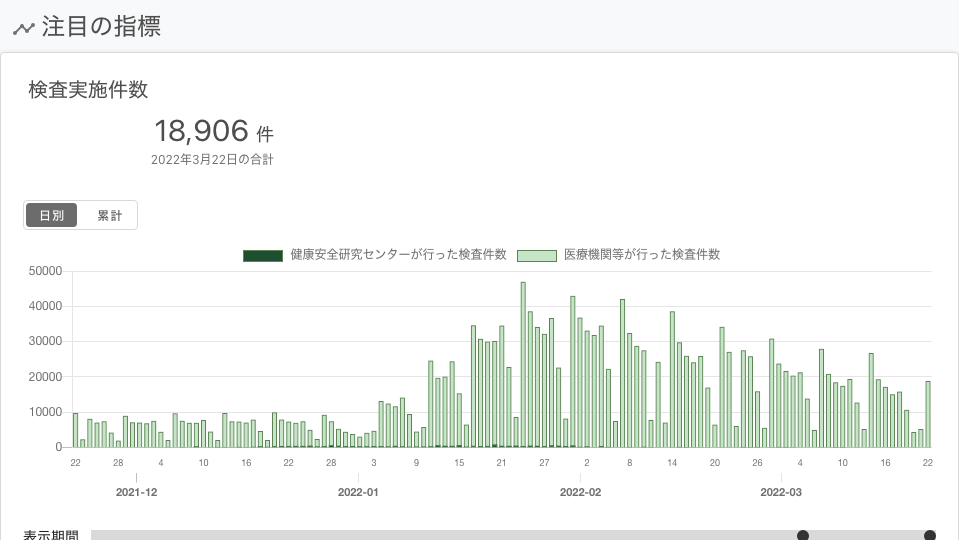 注目の指標
検査実施件数
18,906 件
2022年3月22日の合計
日別 累計
健康安全研究センターが行った検査件数 医療機関等が行った検査件数
50000
40000
30000
20000
10000
0
22 28 4 10 16 22 28 3 9 15 21 27 2 8 14 20 26 4 10 16 22
2021-12 2022-01 2022-02 2022-03
表示期間